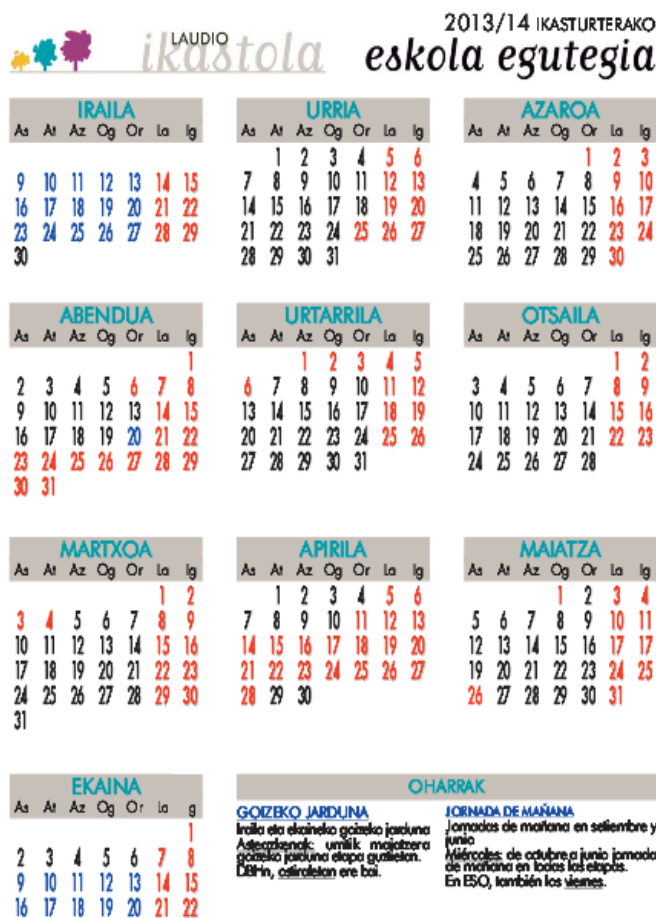 LAUDIO
ikastola
2013/14 IKASTURTERAKO
eskola egutegia
IRAILA
As At Az Og Or La Ig
9 10 11 12 13 14 15
16 17 18 19 20 21 22
23 24 25 26 27 28 29
30
URRIA
As At Az Og Or La Ig
1 2 3 4 5 6
7 8 9 10 11 12 13
14 15 16 17 18 19 20
21 22 23 24 25 26 27
28 29 30 31
AZAROA
As At Az Og Or La Ig
1 2 3
4 5 6 7 8 9 10
11 12 13 14 15 16 17
18 19 20 21 22 23 24
25 26 27 28 29 30
ABENDUA
As At Az Og Or La Ig
1
2 3 4 5 6 7 8
9 10 11 12 13 14 15
16 17 18 19 20 21 22
23 24 25 26 27 28 29
30 31
URTARRILA
As At Az Og Or La Ig
1 2 3 4 5
6 7 8 9 10 11 12
13 14 15 16 17 18 19
20 21 22 23 24 25 26
27 28 29 30 31
OTSAILA
As At Az Og Or La Ig
1 2
3 4 5 6 7 8 9
10 11 12 13 14 15 16
17 18 19 20 21 22 23
24 25 26 27 28
MARTXOA
As At Az Og Or La Ig
1 2
3 4 5 6 7 8 9
10 11 12 13 14 15 16
17 18 19 20 21 22 23
24 25 26 27 28 29 30
31
APIRILA
As At Az Og Or La Ig
1 2 3 4 5 6
7 8 9 10 11 12 13
14 15 16 17 18 19 20
21 22 23 24 25 26 27
28 29 30
MAIATZA
As At Az Og Or La Ig
1 2 3 4
5 6 7 8 9 10 11
12 13 14 15 16 17 17
19 20 21 22 23 24 25
26 27 28 29 30 31
EKAINA
As At Az Og Or La g
1
2 3 4 5 6 7 8
9 10 11 12 13 14 15
16 17 18 19 20 21 22
OHARRAK
GOIZEKO JARDUNA
Iraila eta ekaineko goizeko jarduna
Asteazkenak: urritik maiatzera
goizeko jarduna etapa guztietan.
DBHn, ostiraletan ere bai.
JORNADA DE MAÑANA
Jornadas de mañana en setiembre y
junio
Miércoles: de octubre a junio jornada
de mañana en todas las etapas.
En ESO, también los viernes.